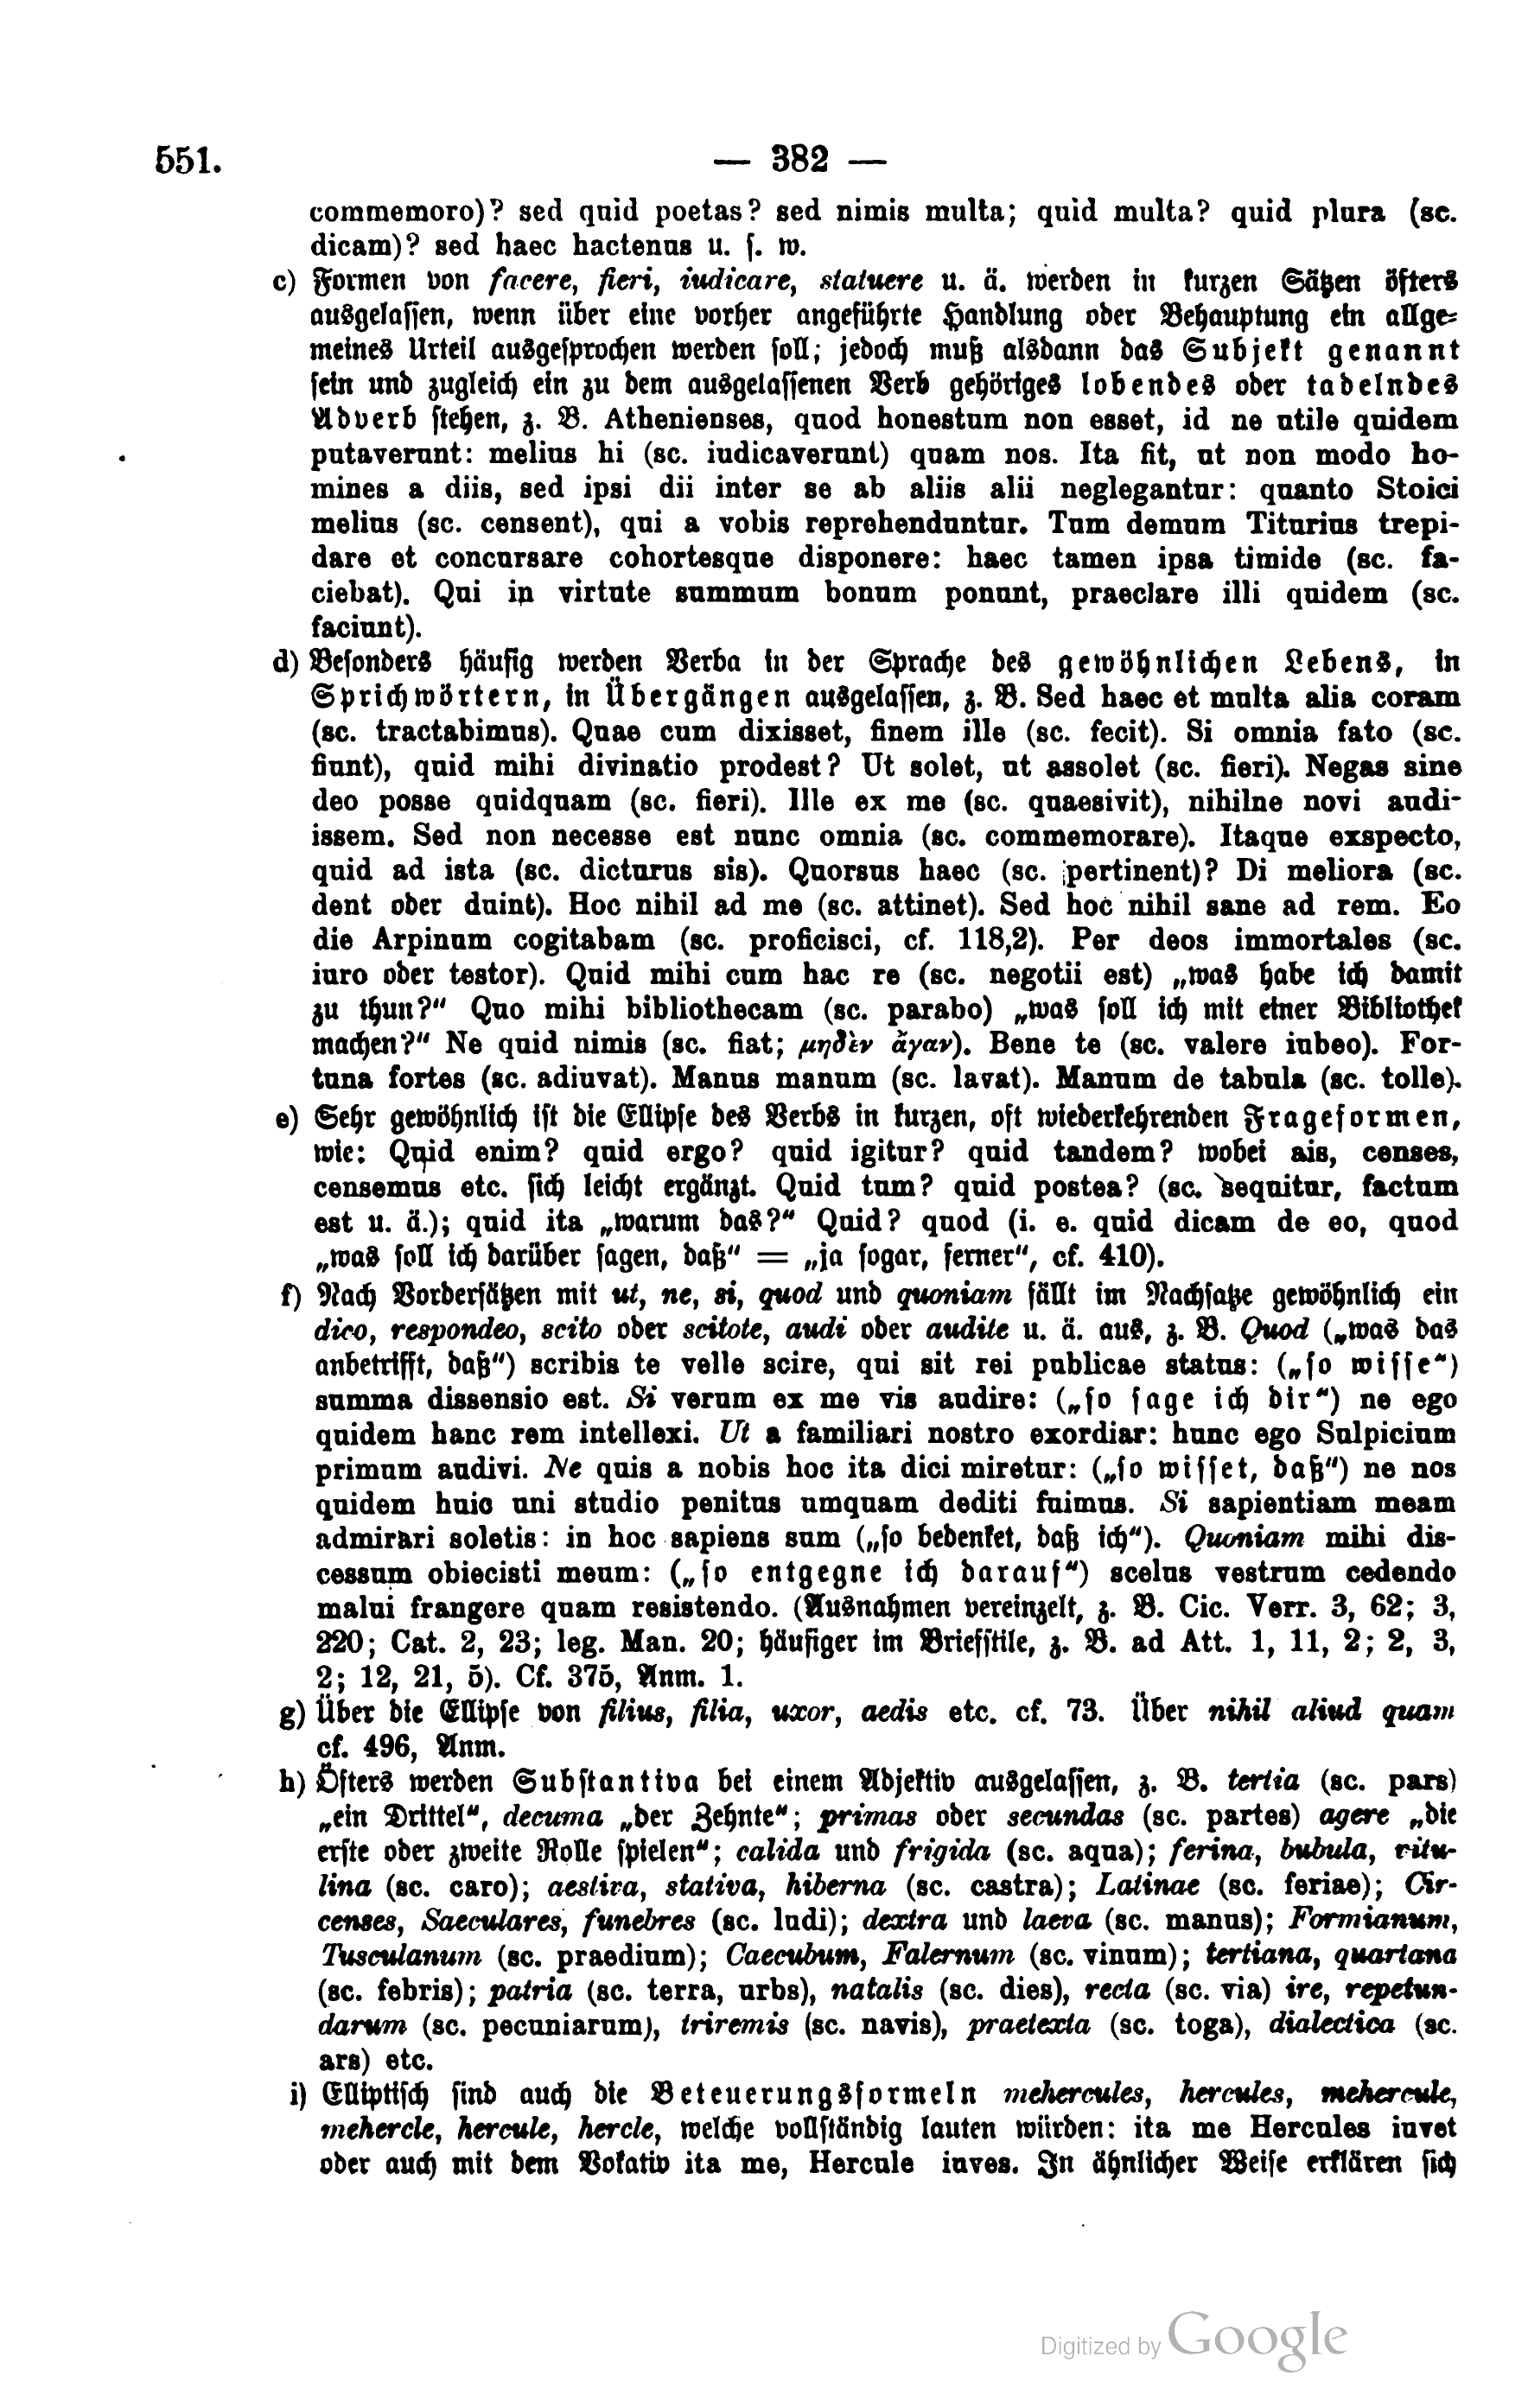 551. — 382 —
commemoro)? sed quid poetas? sed nimis multa; quid multa? quid plura (sc.
dicam)? sed haec hactenus u. ſ. w.
c) Formen von facere, fieri, iudicare, statuere u. ä. werden in kurzen Sätzen öfters
ausgelaſſen, wenn über eine vorher angeführte Handlung oder Behauptung ein allge-
meines Urteil ausgeſprochen werden ſoll; jedoch muß alsdann das Subjekt genannt
ſein und zugleich ein zu dem ausgelaſſenen Verb gehöriges lobendes oder tadelndes
Adverb ſtehen, z. B. Athenienses, quod honestum non esset, id ne utile quidem
putaverunt: melius hi (sc. iudicaverunt) quam nos. Ita fit, ut non modo ho-
mines a diis, sed ipsi dii inter se ab aliis alii neglegantur: quanto Stoici
melius (sc. censent), qui a vobis reprehenduntur. Tum demum Titurius trepi-
dare et concursare cohortesque disponere: haec tamen ipsa timide (sc. fa-
ciebat). Qui in virtute summum bonum ponunt, praeclare illi quidem (sc.
faciunt).
d) Beſonders häufig werden Verba in der Sprache des gewöhnlichen Lebens, in
Sprichwörtern, in Übergängen ausgelaſſen, z. B. Sed haec et multa alia coram
(sc. tractabimus). Quae cum dixisset, finem ille (sc. fecit). Si omnia fato (sc.
fiunt), quid mihi divinatio prodest? Ut solet, ut assolet (sc. fieri). Negas sine
deo posse quidquam (sc. fieri). Ille ex me (sc. quaesivit), nihilne novi audi-
issem. Sed non necesse est nunc omnia (sc. commemorare). Itaque exspecto,
quid ad ista (sc. dicturus sis). Quorsus haec (sc. pertinent)? Di meliora (sc.
dent oder duint). Hoc nihil ad me (sc. attinet). Sed hoc nihil sane ad rem. Eo
die Arpinum cogitabam (sc. proficisci, cf. 118,2). Per deos immortales (sc.
iuro oder testor). Quid mihi cum hac re (sc. negotii est) „was habe ich damit
zu thun?“ Quo mihi bibliothecam (sc. parabo) „was ſoll ich mit einer Bibliothek
machen?“ Ne quid nimis (sc. fiat; μηδὲν ἄγαν). Bene te (sc. valere iubeo). For-
tuna fortes (sc. adiuvat). Manus manum (sc. lavat). Manum de tabula (sc. tolle).
e) Sehr gewöhnlich iſt die Ellipſe des Verbs in kurzen, oft wiederkehrenden Frageformen,
wie: Quid enim? quid ergo? quid igitur? quid tandem? wobei ais, censes,
censemus etc. ſich leicht ergänzt. Quid tum? quid postea? (sc. sequitur, factum
est u. ä.); quid ita „warum das?“ Quid? quod (i. e. quid dicam de eo, quod
„was ſoll ich darüber ſagen, daß“ = „ja ſogar, ferner“, cf. 410).
f) Nach Vorderſätzen mit ut, ne, si, quod und quoniam fällt im Nachſatze gewöhnlich ein
dico, respondeo, scito oder scitote, audi oder audite u. ä. aus, z. B. Quod („was das
anbetrifft, daß“) scribis te velle scire, qui sit rei publicae status: („ſo wiſſe“)
summa dissensio est. Si verum ex me vis audire: („ſo ſage ich dir“) ne ego
quidem hanc rem intellexi. Ut a familiari nostro exordiar: hunc ego Sulpicium
primum audivi. Ne quis a nobis hoc ita dici miretur: („ſo wiſſet, daß“) ne nos
quidem huic uni studio penitus umquam dediti fuimus. Si sapientiam meam
admirari soletis: in hoc sapiens sum („ſo bedenket, daß ich“). Quoniam mihi dis-
cessum obiecisti meum: („ſo entgegne ich darauf“) scelus vestrum cedendo
malui frangere quam resistendo. (Ausnahmen vereinzelt, z. B. Cic. Verr. 3, 62; 3,
220; Cat. 2, 23; leg. Man. 20; häufiger im Briefſtile, z. B. ad Att. 1, 11, 2; 2, 3,
2; 12, 21, 5). Cf. 375, Anm. 1.
g) Über die Ellipſe von filius, filia, uxor, aedis etc. cf. 73. Über nihil aliud quam
cf. 496, Anm.
h) Öfters werden Subſtantiva bei einem Adjektiv ausgelaſſen, z. B. tertia (sc. pars)
„ein Drittel“, decuma „der Zehnte“; primas oder secundas (sc. partes) agere „die
erſte oder zweite Rolle ſpielen“; calida und frigida (sc. aqua); ferina, bubula, vitu-
lina (sc. caro); aestiva, stativa, hiberna (sc. castra); Latinae (sc. feriae); Cir-
censes, Saeculares, funebres (sc. ludi); dextra und laeva (sc. manus); Formianum,
Tusculanum (sc. praedium); Caecubum, Falernum (sc. vinum); tertiana, quartana
(sc. febris); patria (sc. terra, urbs), natalis (sc. dies), recta (sc. via) ire, repetun-
darum (sc. pecuniarum), triremis (sc. navis), praetexta (sc. toga), dialectica (sc.
ars) etc.
i) Elliptiſch ſind auch die Beteuerungsformeln mehercules, hercules, mehercule,
mehercle, hercule, hercle, welche vollſtändig lauten würden: ita me Hercules iuvet
oder auch mit dem Vokativ ita me, Hercule iuves. In ähnlicher Weiſe erklären ſich
Digitized by Google